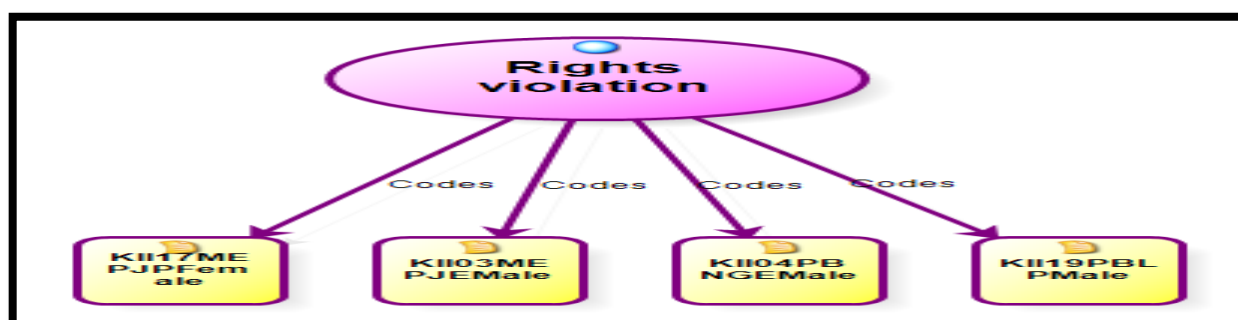 Rights
violation
Codes Codes Codes Codes
KII17ME
PJPFem
ale
KII03ME
PJEMale
KII04PB
NGEMale
KII19PBL
PMale